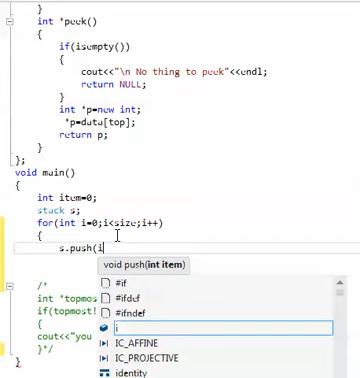 }
int *peek()
{
if(isempty())
{
cout<<"\n No thing to peek"<<endl;
return NULL;
}
int *p=new int;
*p=data[top];
return p;
}
};
void main()
{
int item=0;
stack s;
for(int i=0;i<size;i++)
{
s.push(i
void push(int item)
#if
/*
#ifdef
int *topmos
#ifndef
if(topmost!
i
{
IC_AFFINE
cout<<"you
IC_PROJECTIVE
}*/
identity
}